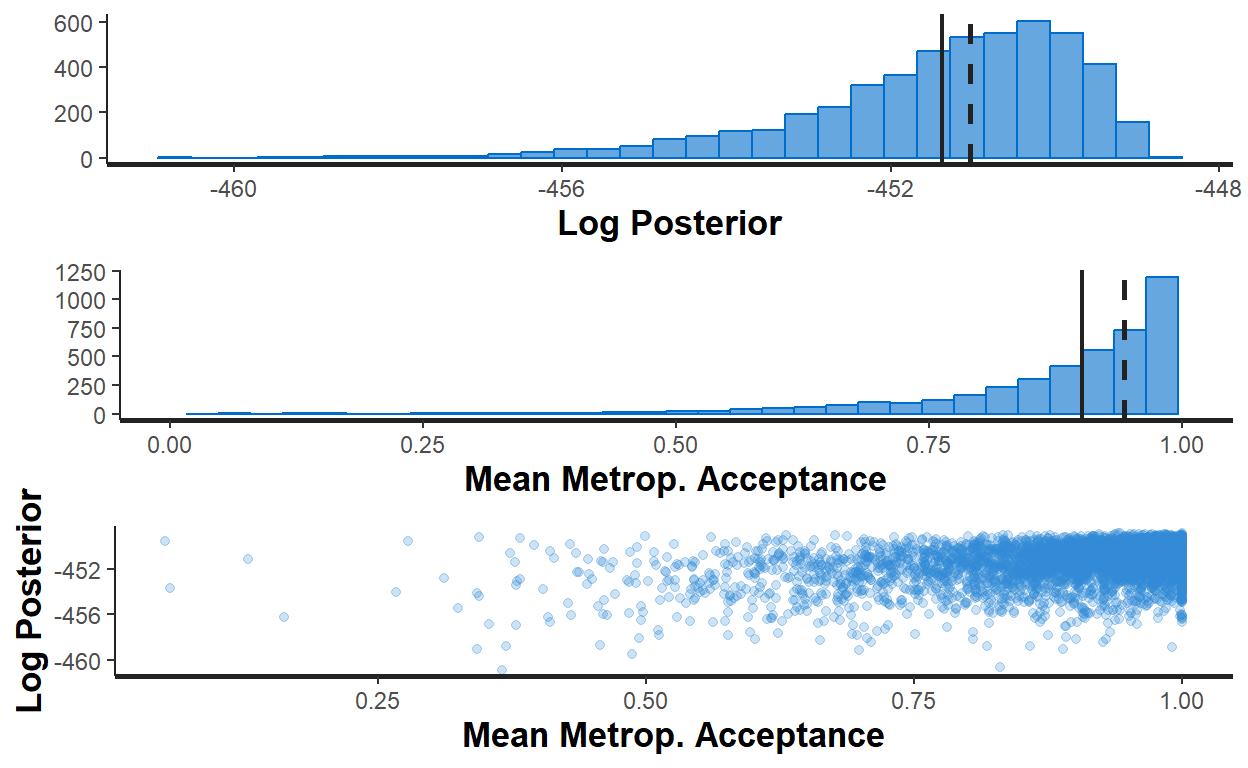 600
400
200
0
-460 -456 -452 -448
Log Posterior
1250
1000
750
500
250
0
0.00 0.25 0.50 0.75 1.00
Mean Metrop. Acceptance
Log Posterior
-452
-456
-460
0.25 0.50 0.75 1.00
Mean Metrop. Acceptance